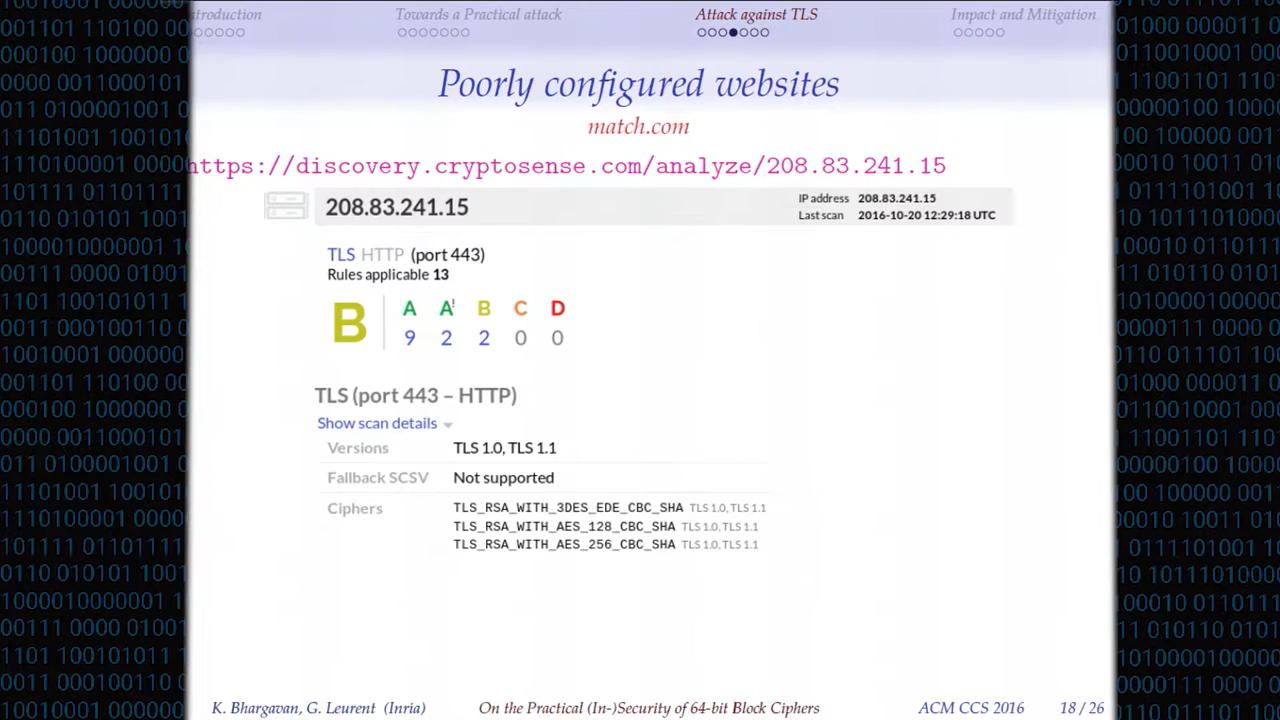 ntroduction Towards a Practical attack Attack against TLS Impact and Mitigation
Poorly configured websites
match.com
https://discovery.cryptosense.com/analyze/208.83.241.15
208.83.241.15
IP address 208.83.241.15
Last scan 2016-10-20 12:29:18 UTC
TLS HTTP (port 443)
Rules applicable 13
B
A A! B C D
9 2 2 0 0
TLS (port 443 – HTTP)
Show scan details
Versions TLS 1.0, TLS 1.1
Fallback SCSV Not supported
Ciphers TLS_RSA_WITH_3DES_EDE_CBC_SHA TLS 1.0, TLS 1.1
TLS_RSA_WITH_AES_128_CBC_SHA TLS 1.0, TLS 1.1
TLS_RSA_WITH_AES_256_CBC_SHA TLS 1.0, TLS 1.1
K. Bhargavan, G. Leurent (Inria) On the Practical (In-)Security of 64-bit Block Ciphers ACM CCS 2016 18 / 26